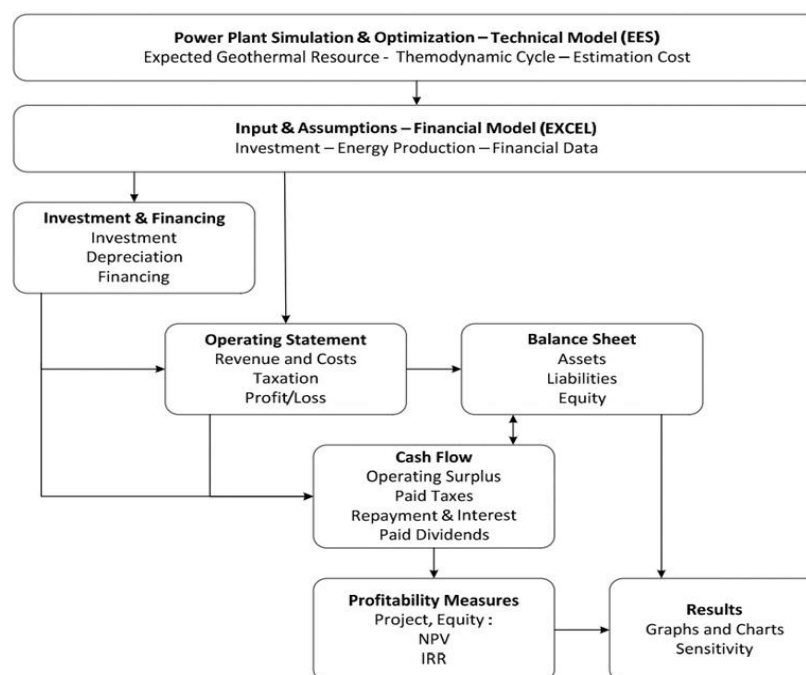 Power Plant Simulation & Optimization – Technical Model (EES)
Expected Geothermal Resource - Themodynamic Cycle – Estimation Cost
Input & Assumptions – Financial Model (EXCEL)
Investment – Energy Production – Financial Data
Investment & Financing
Investment
Depreciation
Financing
Operating Statement
Revenue and Costs
Taxation
Profit/Loss
Balance Sheet
Assets
Liabilities
Equity
Cash Flow
Operating Surplus
Paid Taxes
Repayment & Interest
Paid Dividends
Profitability Measures
Project, Equity :
NPV
IRR
Results
Graphs and Charts
Sensitivity